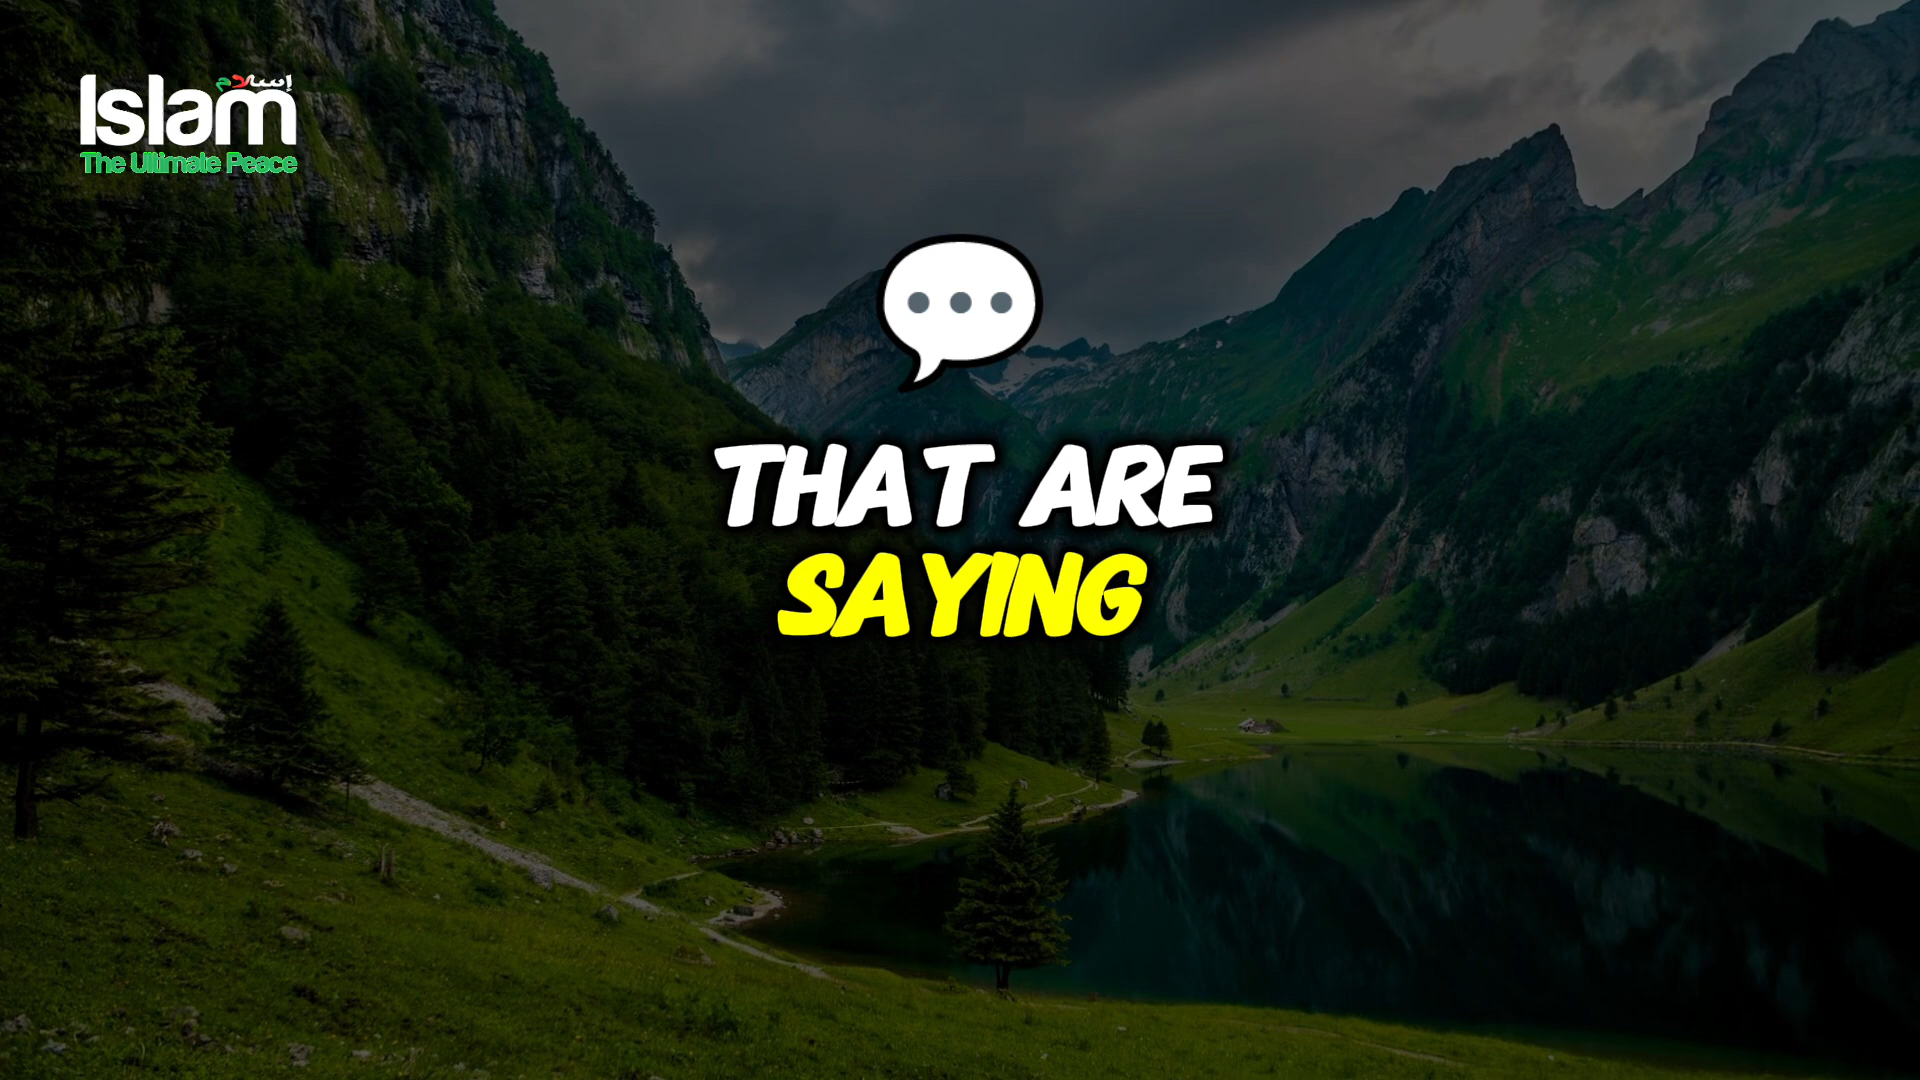 إسلام
Islam
The Ultimate Peace
THAT ARE
SAYING